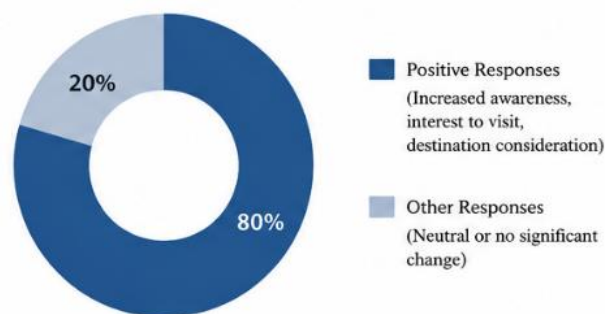 20%
80%
Positive Responses
(Increased awareness,
interest to visit,
destination consideration)
Other Responses
(Neutral or no significant
change)